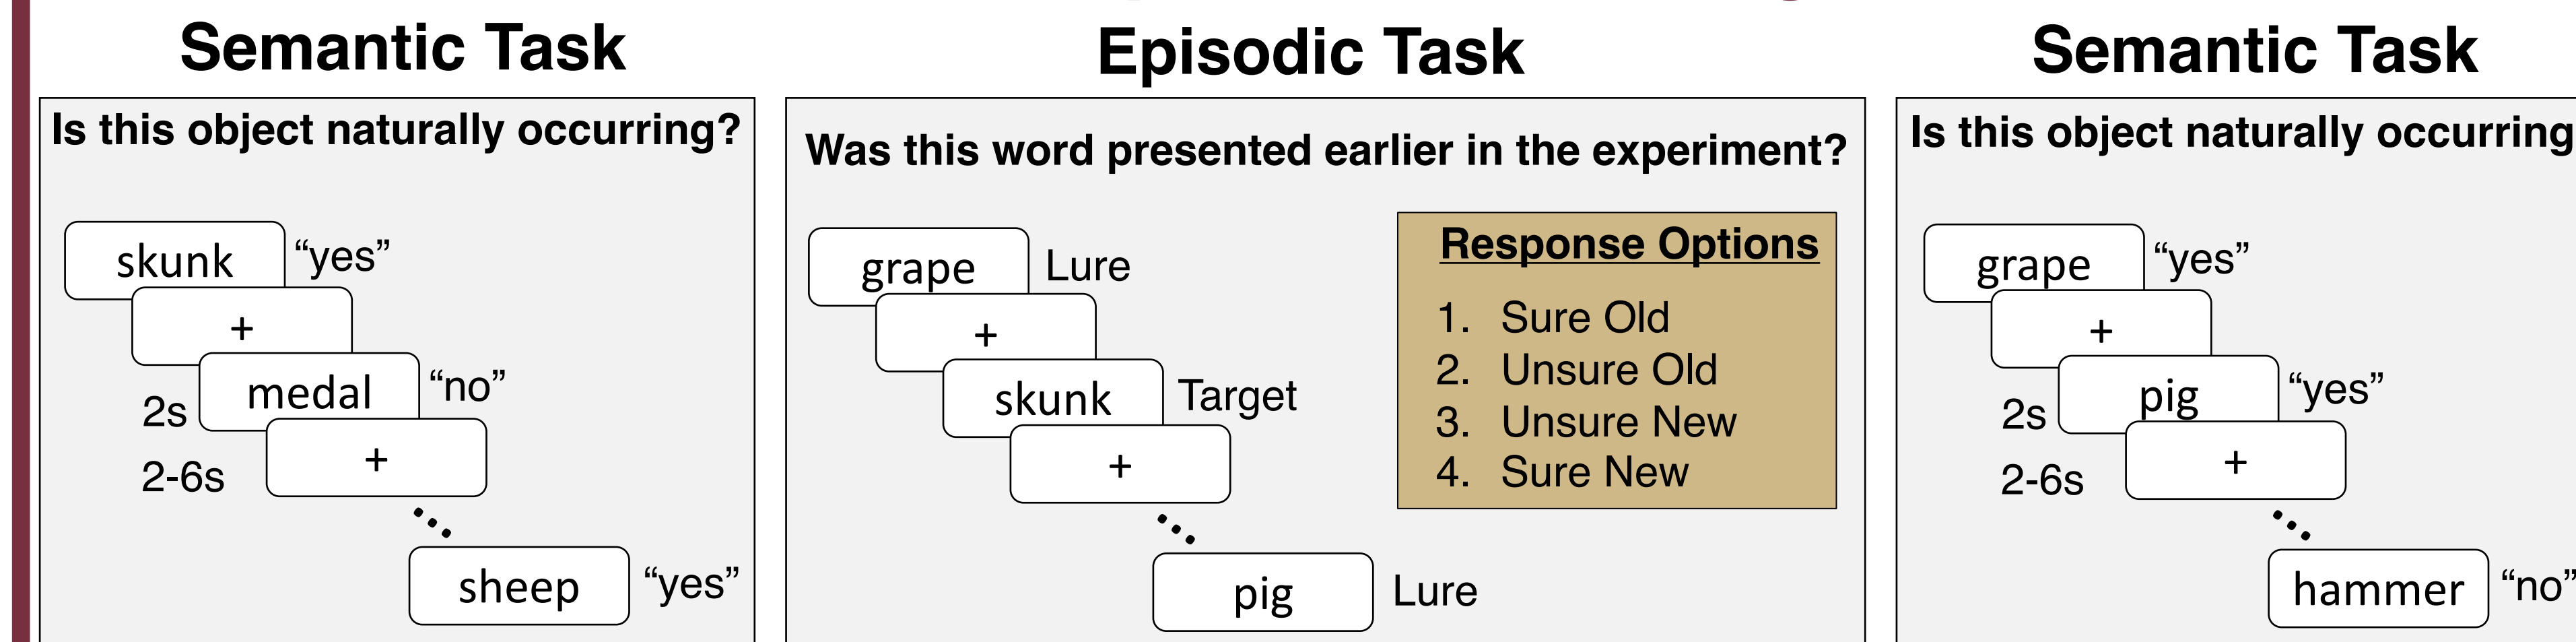 Semantic Task
Is this object naturally occurring?
skunk “yes”
+
medal “no”
2s
+
2-6s
sheep “yes”
Episodic Task
Was this word presented earlier in the experiment?
grape Lure
+
skunk Target
+
pig Lure
Response Options
1. Sure Old
2. Unsure Old
3. Unsure New
4. Sure New
Semantic Task
Is this object naturally occurring
grape “yes”
+
pig “yes”
2s
+
2-6s
hammer “no”